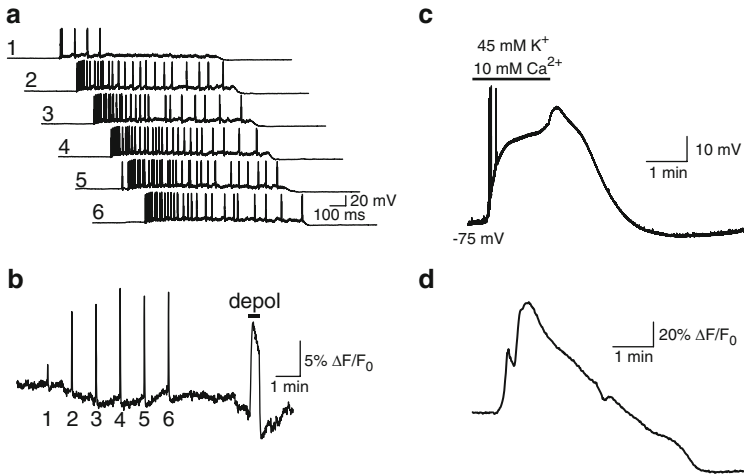 a
1
2
3
4
5
6
20 mV
100 ms
b
depol
5% ΔF/F₀
1 min
1 2 3 4 5 6
c
45 mM K⁺
10 mM Ca²⁺
10 mV
1 min
-75 mV
d
20% ΔF/F₀
1 min